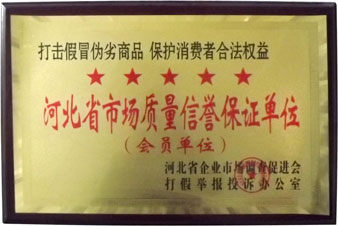 打击假冒伪劣商品 保护消费者合法权益
★ ★ ★ ★ ★
河北省市场质量信誉保证单位
（会员单位）
河北省企业市场调查促进会
打假举报投诉办公室